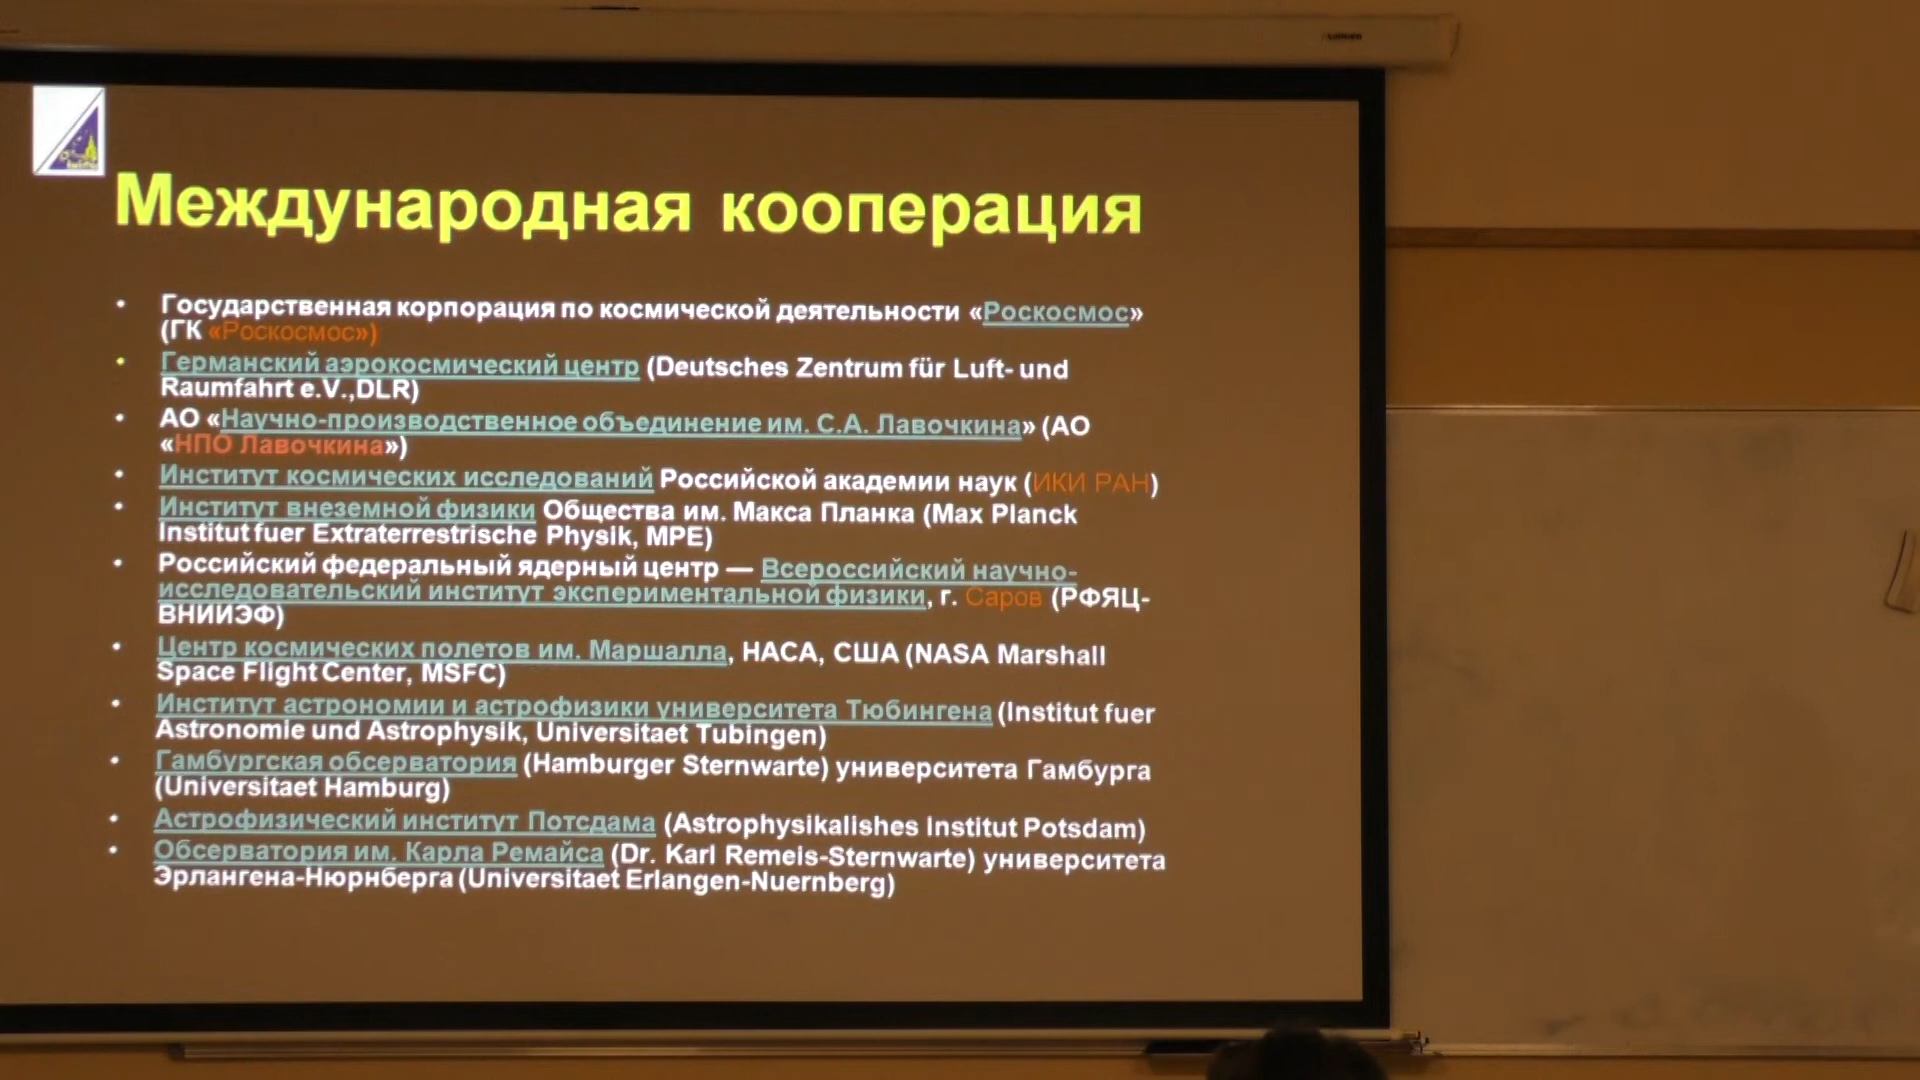 Международная кооперация
• Государственная корпорация по космической деятельности «Роскосмос»
(ГК «Роскосмос»)
• Германский аэрокосмический центр (Deutsches Zentrum für Luft- und
Raumfahrt e.V.,DLR)
• АО «Научно-производственное объединение им. С.А. Лавочкина» (АО
«НПО Лавочкина»)
• Институт космических исследований Российской академии наук (ИКИ РАН)
• Институт внеземной физики Общества им. Макса Планка (Max Planck
Institut fuer Extraterrestrische Physik, MPE)
• Российский федеральный ядерный центр — Всероссийский научно-
исследовательский институт экспериментальной физики, г. Саров (РФЯЦ-
ВНИИЭФ)
• Центр космических полетов им. Маршалла, НАСА, США (NASA Marshall
Space Flight Center, MSFC)
• Институт астрономии и астрофизики университета Тюбингена (Institut fuer
Astronomie und Astrophysik, Universitaet Tubingen)
• Гамбургская обсерватория (Hamburger Sternwarte) университета Гамбурга
(Universitaet Hamburg)
• Астрофизический институт Потсдама (Astrophysikalishes Institut Potsdam)
• Обсерватория им. Карла Ремайса (Dr. Karl Remeis-Sternwarte) университета
Эрлангена-Нюрнберга (Universitaet Erlangen-Nuernberg)